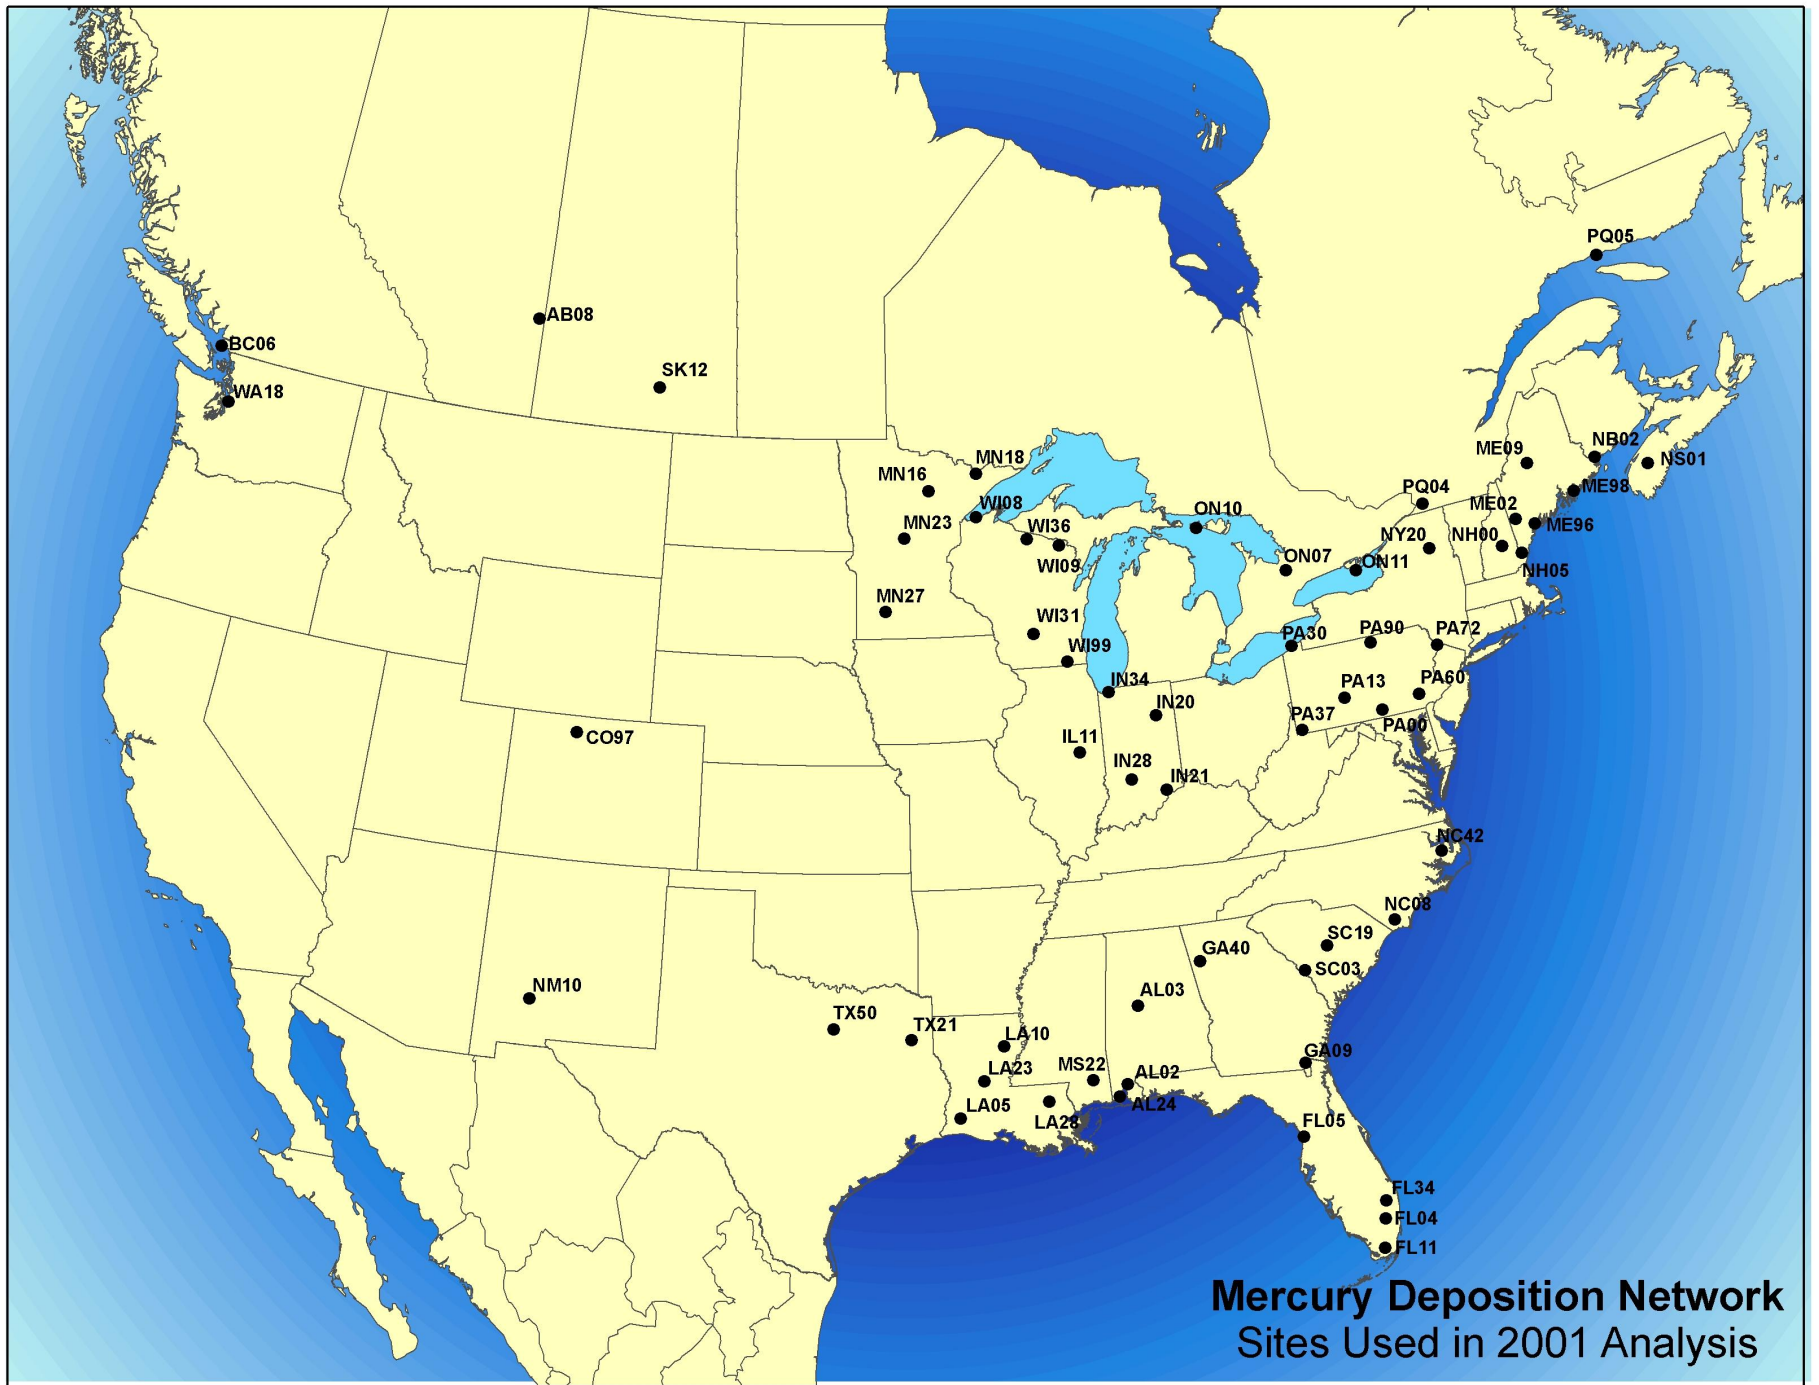 PQ05
AB08
BC06
SK12
WA18
NB02
ME09
MN18
NS01
MN16
ME98
PQ04
WI08
ME02
ON10
MN23
WI36
ME96
NY20
NH00
ON07
ON11
WI09
NH05
MN27
WI31
PA30
PA90
PA72
WI99
IN34
PA13
PA60
IN20
PA37
PA00
CO97
IL11
IN28
IN21
NC42
NC08
SC19
GA40
SC03
NM10
AL03
TX50
TX21
LA10
GA09
MS22
LA23
AL02
LA05
AL24
LA28
FL05
FL34
FL04
FL11
Mercury Deposition Network
Sites Used in 2001 Analysis